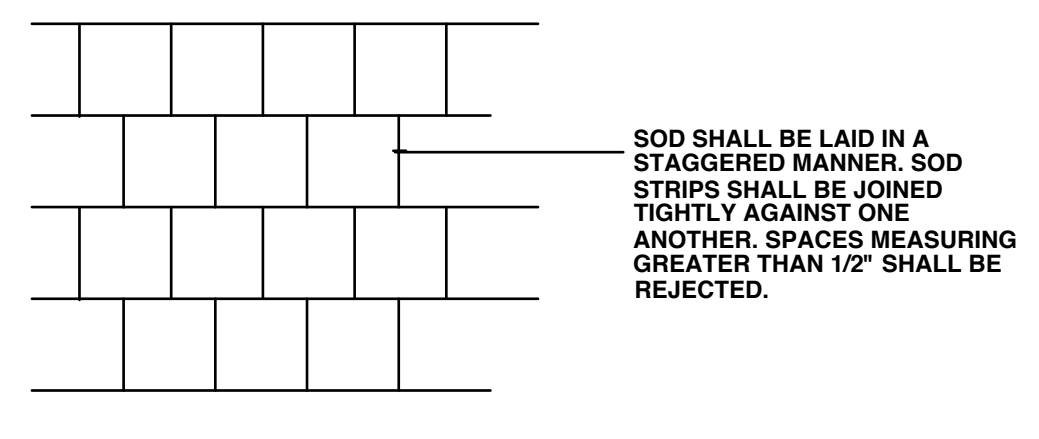 SOD SHALL BE LAID IN A
STAGGERED MANNER. SOD
STRIPS SHALL BE JOINED
TIGHTLY AGAINST ONE
ANOTHER. SPACES MEASURING
GREATER THAN 1/2" SHALL BE
REJECTED.